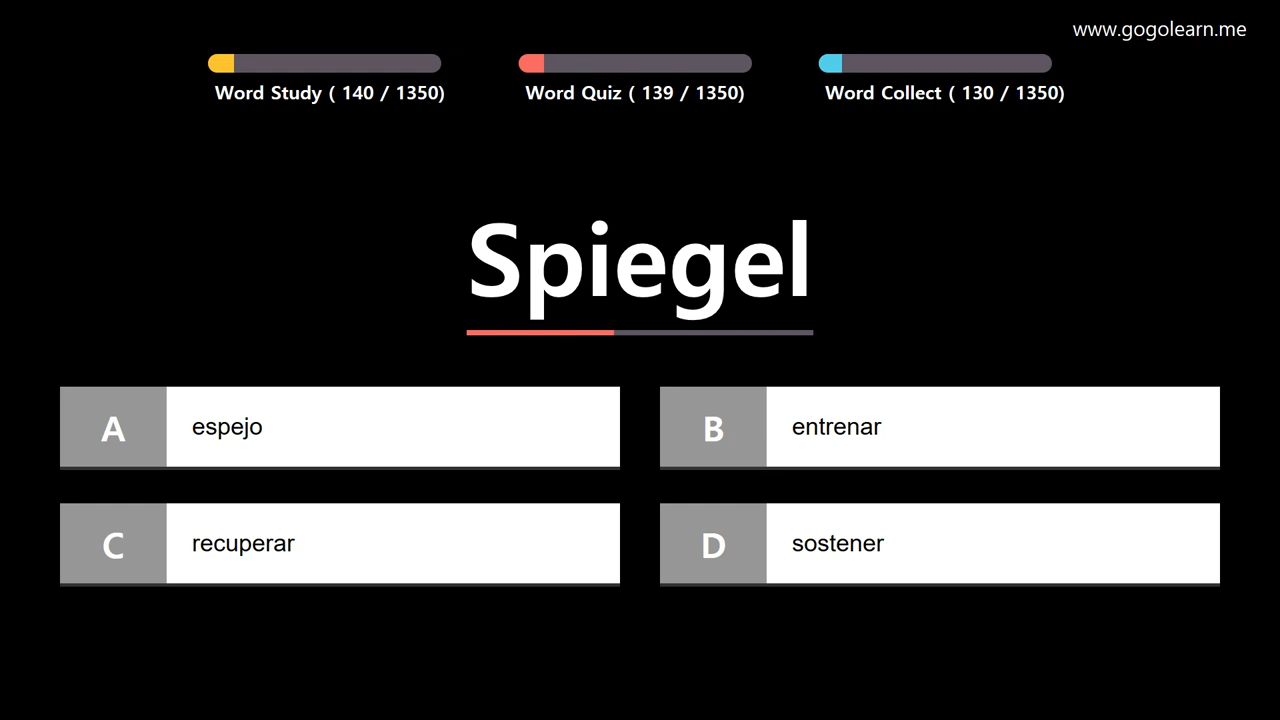 www.gogolearn.me
Word Study ( 140 / 1350)
Word Quiz ( 139 / 1350)
Word Collect ( 130 / 1350)
Spiegel
A
espejo
B
entrenar
C
recuperar
D
sostener